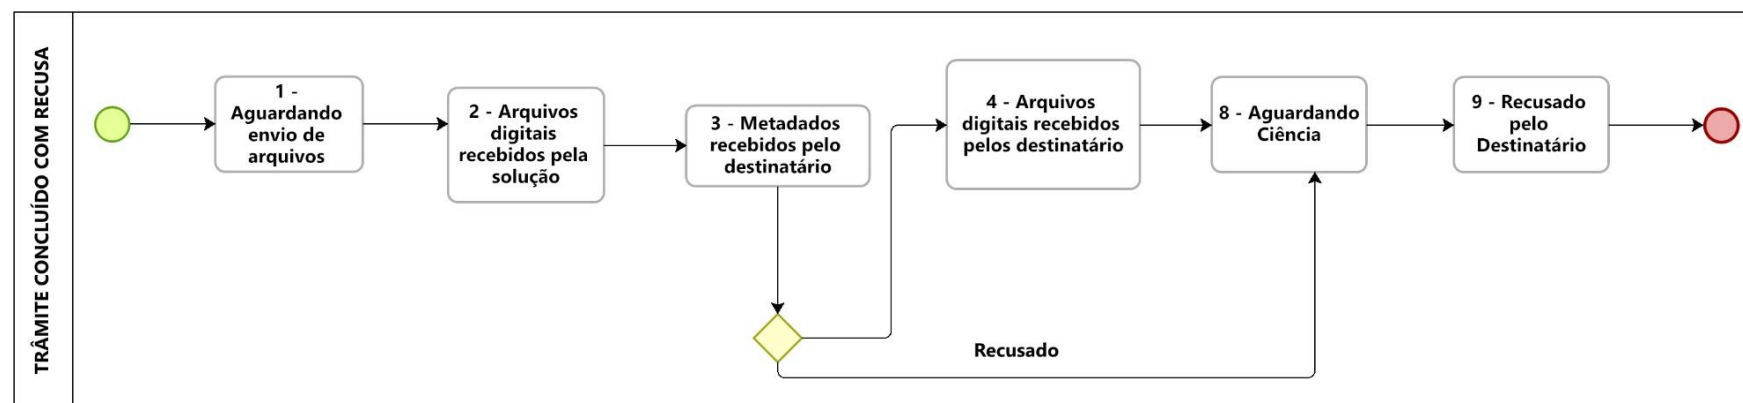 TRÂMITE CONCLUÍDO COM RECUSA
1 -
Aguardando
envio de
arquivos
2 - Arquivos
digitais
recebidos pela
solução
3 - Metadados
recebidos pelo
destinatário
4 - Arquivos
digitais recebidos
pelos destinatário
8 - Aguardando
Ciência
9 - Recusado
pelo
Destinatário
Recusado